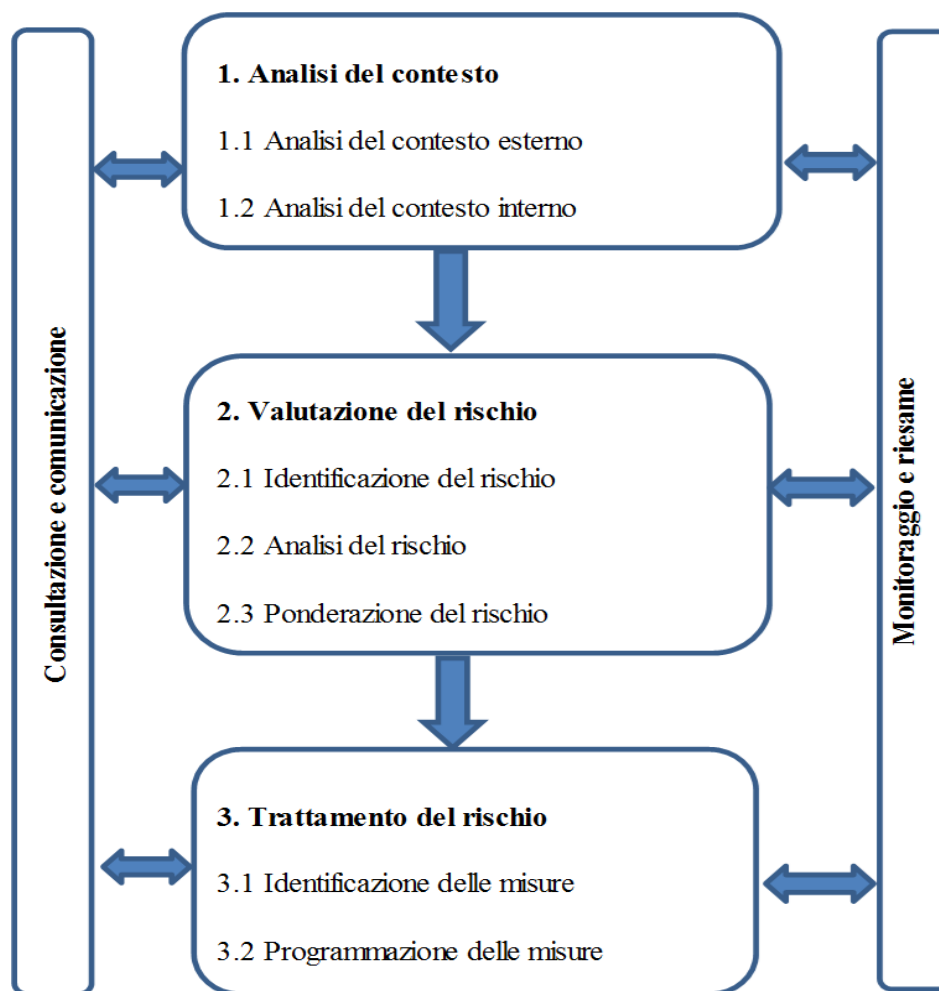 Consultazione e comunicazione
1. Analisi del contesto
1.1 Analisi del contesto esterno
1.2 Analisi del contesto interno
2. Valutazione del rischio
2.1 Identificazione del rischio
2.2 Analisi del rischio
2.3 Ponderazione del rischio
3. Trattamento del rischio
3.1 Identificazione delle misure
3.2 Programmazione delle misure
Monitoraggio e riesame